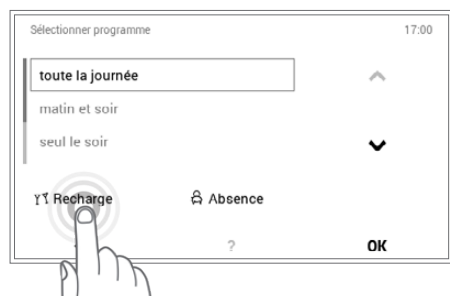 Sélectionner programme 17:00
toute la journée
matin et soir
seul le soir
Recharge Absence
? OK